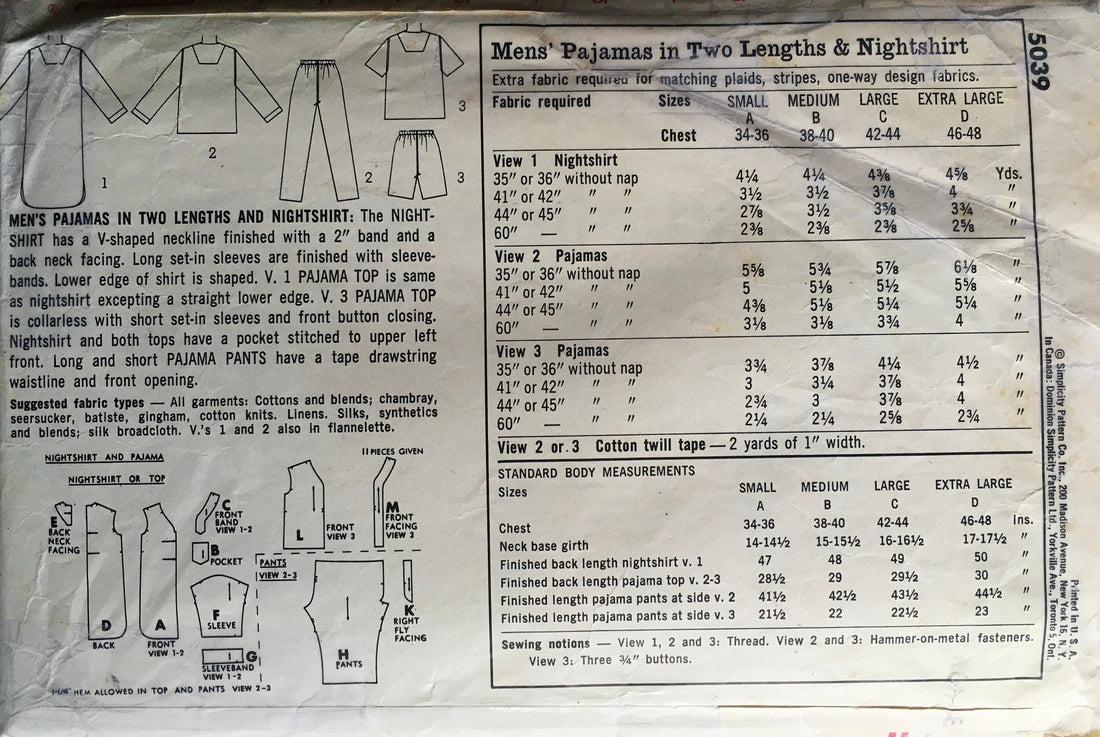 1
2
2
3
3
MEN'S PAJAMAS IN TWO LENGTHS AND NIGHTSHIRT: The NIGHT-
SHIRT has a V-shaped neckline finished with a 2" band and a
back neck facing. Long set-in sleeves are finished with sleeve-
bands. Lower edge of shirt is shaped. V. 1 PAJAMA TOP is same
as nightshirt excepting a straight lower edge. V. 3 PAJAMA TOP
is collarless with short set-in sleeves and front button closing.
Nightshirt and both tops have a pocket stitched to upper left
front. Long and short PAJAMA PANTS have a tape drawstring
waistline and front opening.
Suggested fabric types — All garments: Cottons and blends; chambray,
seersucker, batiste, gingham, cotton knits. Linens. Silks, synthetics
and blends; silk broadcloth. V.'s 1 and 2 also in flannelette.
NIGHTSHIRT AND PAJAMA
11 PIECES GIVEN
NIGHTSHIRT OR TOP
E
BACK
NECK
FACING
D
BACK
A
FRONT
VIEW 1-2
C
FRONT
BAND
VIEW 1-2
B
POCKET
F
SLEEVE
G
SLEEVEBAND
VIEW 1-2
L
FRONT
VIEW 3
M
FRONT
FACING
VIEW 3
PANTS
VIEW 2-3
H
PANTS
K
RIGHT
FLY
FACING
1-1/4" HEM ALLOWED IN TOP AND PANTS VIEW 2-3
Mens' Pajamas in Two Lengths & Nightshirt
5039
Extra fabric required for matching plaids, stripes, one-way design fabrics.
Fabric required Sizes SMALL MEDIUM LARGE EXTRA LARGE
A B C D
Chest 34-36 38-40 42-44 46-48
View 1 Nightshirt
35" or 36" without nap 4¼ 4¼ 4⅜ 4⅝ Yds.
41" or 42" " " 3½ 3½ 3⅞ 4 "
44" or 45" " " 2⅞ 3½ 3⅝ 3¾ "
60" — " " 2⅜ 2⅜ 2⅜ 2⅝ "
View 2 Pajamas
35" or 36" without nap 5⅝ 5¾ 5⅞ 6⅛ "
41" or 42" " " 5 5⅛ 5½ 5⅝ "
44" or 45" " " 4⅜ 5⅛ 5¼ 5¼ "
60" — " " 3⅛ 3⅛ 3¾ 4 "
View 3 Pajamas
35" or 36" without nap 3¾ 3⅞ 4¼ 4½ "
41" or 42" " " 3 3¼ 3⅞ 4 "
44" or 45" " " 2¾ 3 3⅞ 4 "
60" — " " 2¼ 2¼ 2⅝ 2¾ "
View 2 or 3 Cotton twill tape — 2 yards of 1" width.
STANDARD BODY MEASUREMENTS
Sizes SMALL MEDIUM LARGE EXTRA LARGE
A B C D
Chest 34-36 38-40 42-44 46-48 Ins.
Neck base girth 14-14½ 15-15½ 16-16½ 17-17½ "
Finished back length nightshirt v. 1 47 48 49 50 "
Finished back length pajama top v. 2-3 28½ 29 29½ 30 "
Finished length pajama pants at side v. 2 41½ 42½ 43½ 44½ "
Finished length pajama pants at side v. 3 21½ 22 22½ 23 "
Sewing notions — View 1, 2 and 3: Thread. View 2 and 3: Hammer-on-metal fasteners.
View 3: Three ¾" buttons.
© Simplicity Pattern Co. Inc., 200 Madison Avenue, New York 16, N. Y.
In Canada: Dominion Simplicity Pattern Ltd., Yorkville Ave., Toronto 5, Ont.
Printed in U. S. A.